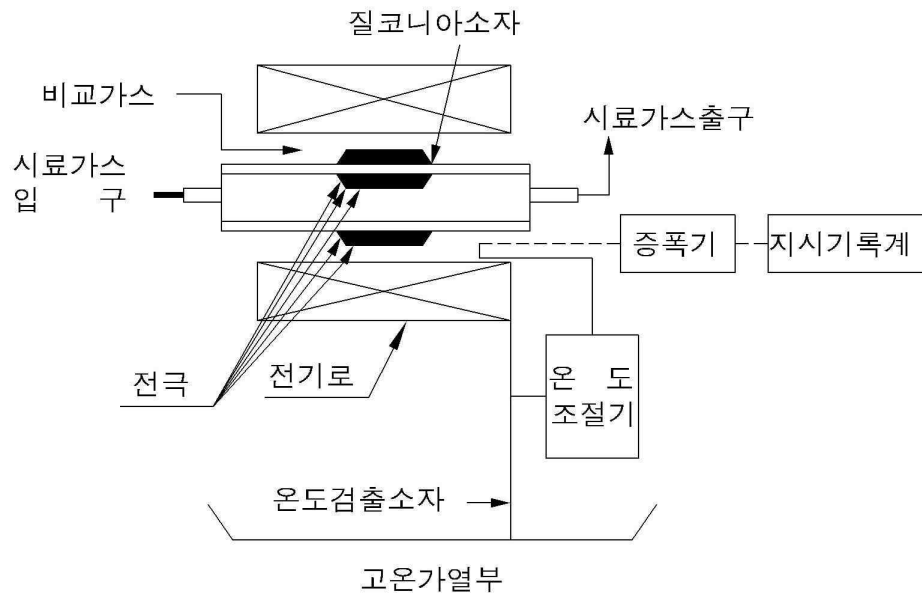 질코니아소자
비교가스
시료가스출구
시료가스
입 구
증폭기
지시기록계
전극
전기로
온 도
조절기
온도검출소자
고온가열부